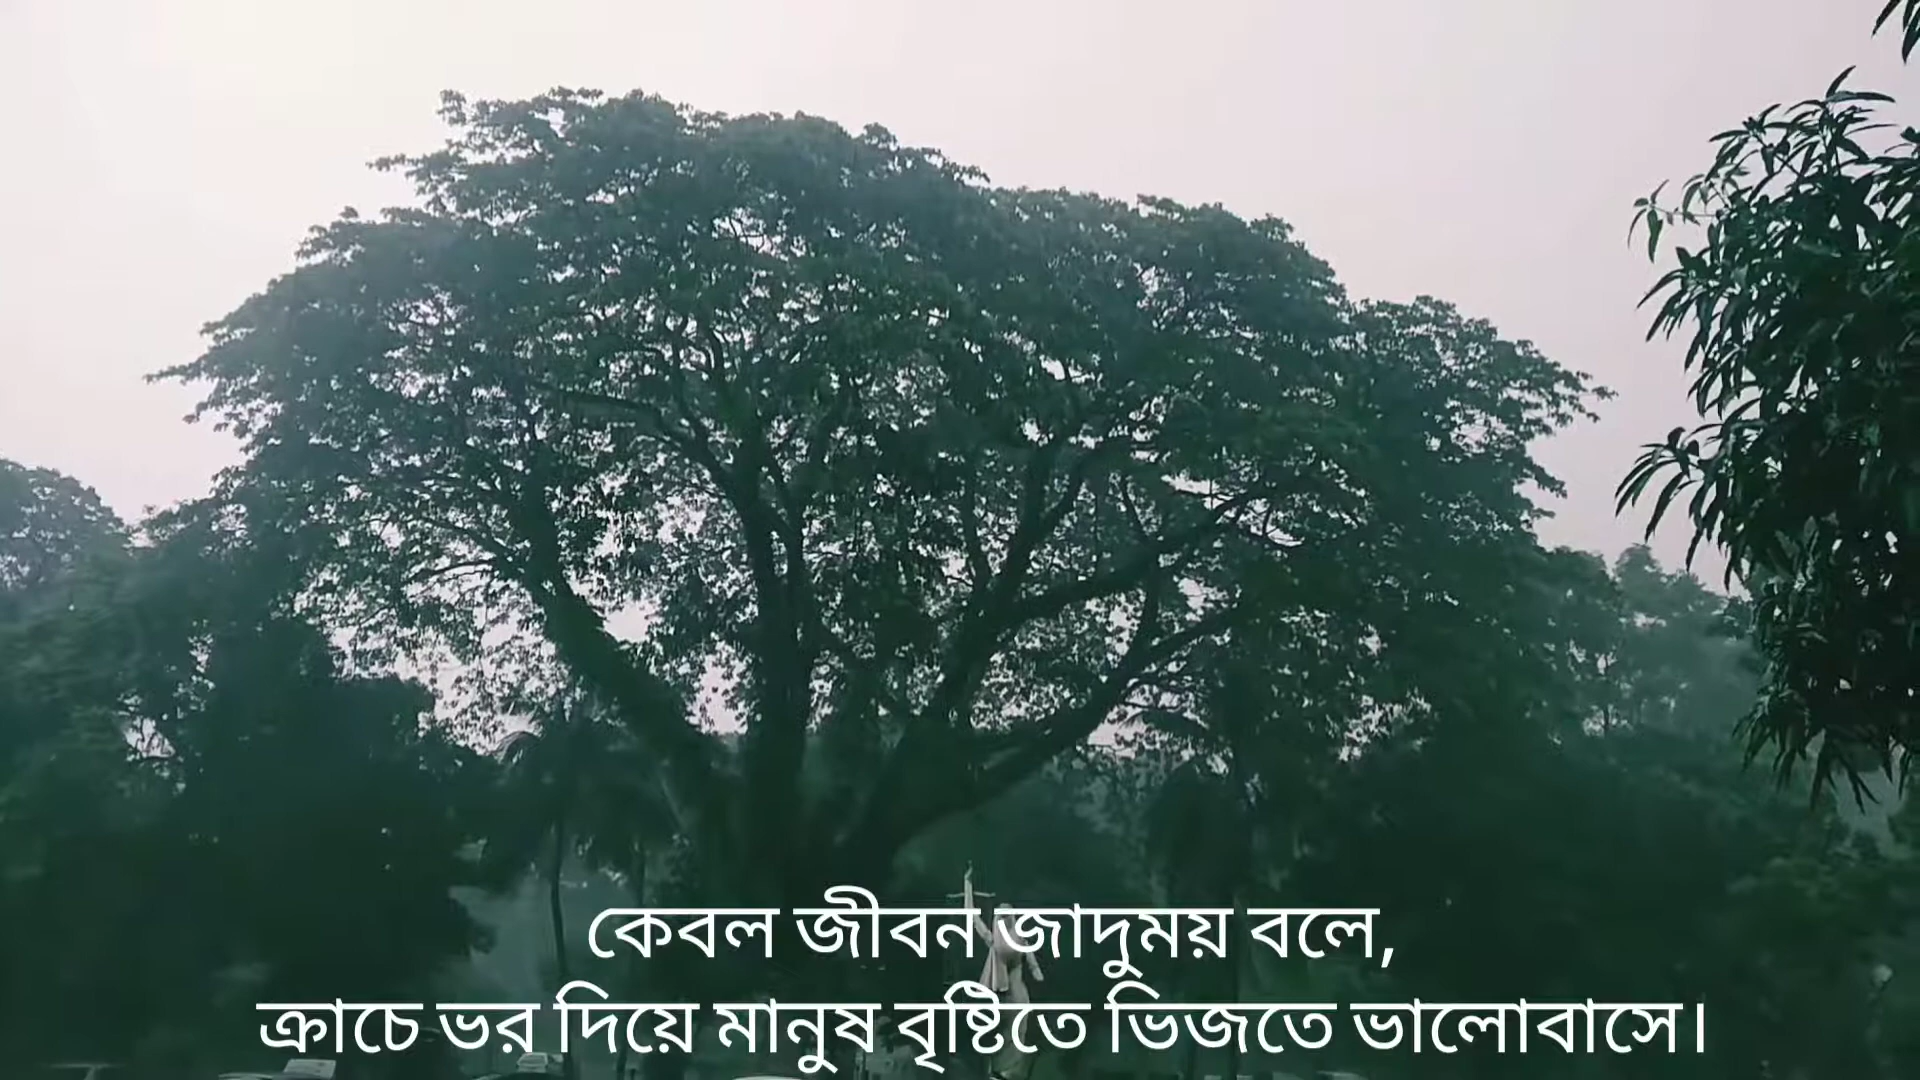 কেবল জীবন জাদুময় বলে,
ক্রাচে ভর দিয়ে মানুষ বৃষ্টিতে ভিজতে ভালোবাসে।